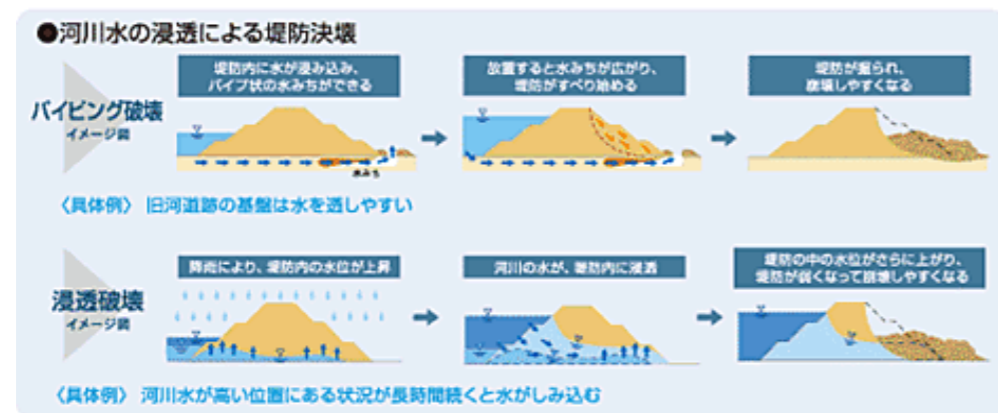 ●河川水の浸透による堤防決壊
パイピング破壊
イメージ図
堤防内に水が浸み込み、
パイプ状の水みちができる
放置すると水みちが広がり、
堤防がすべり始める
堤防が掘られ、
崩壊しやすくなる
水みち
〈具体例〉 旧河道跡の基盤は水を透しやすい
浸透破壊
イメージ図
降雨により、堤防内の水位が上昇
河川の水が、堤防内に浸透
堤防の中の水位がさらに上がり、
堤防が弱くなって崩壊しやすくなる
〈具体例〉 河川水が高い位置にある状況が長時間続くと水がしみ込む